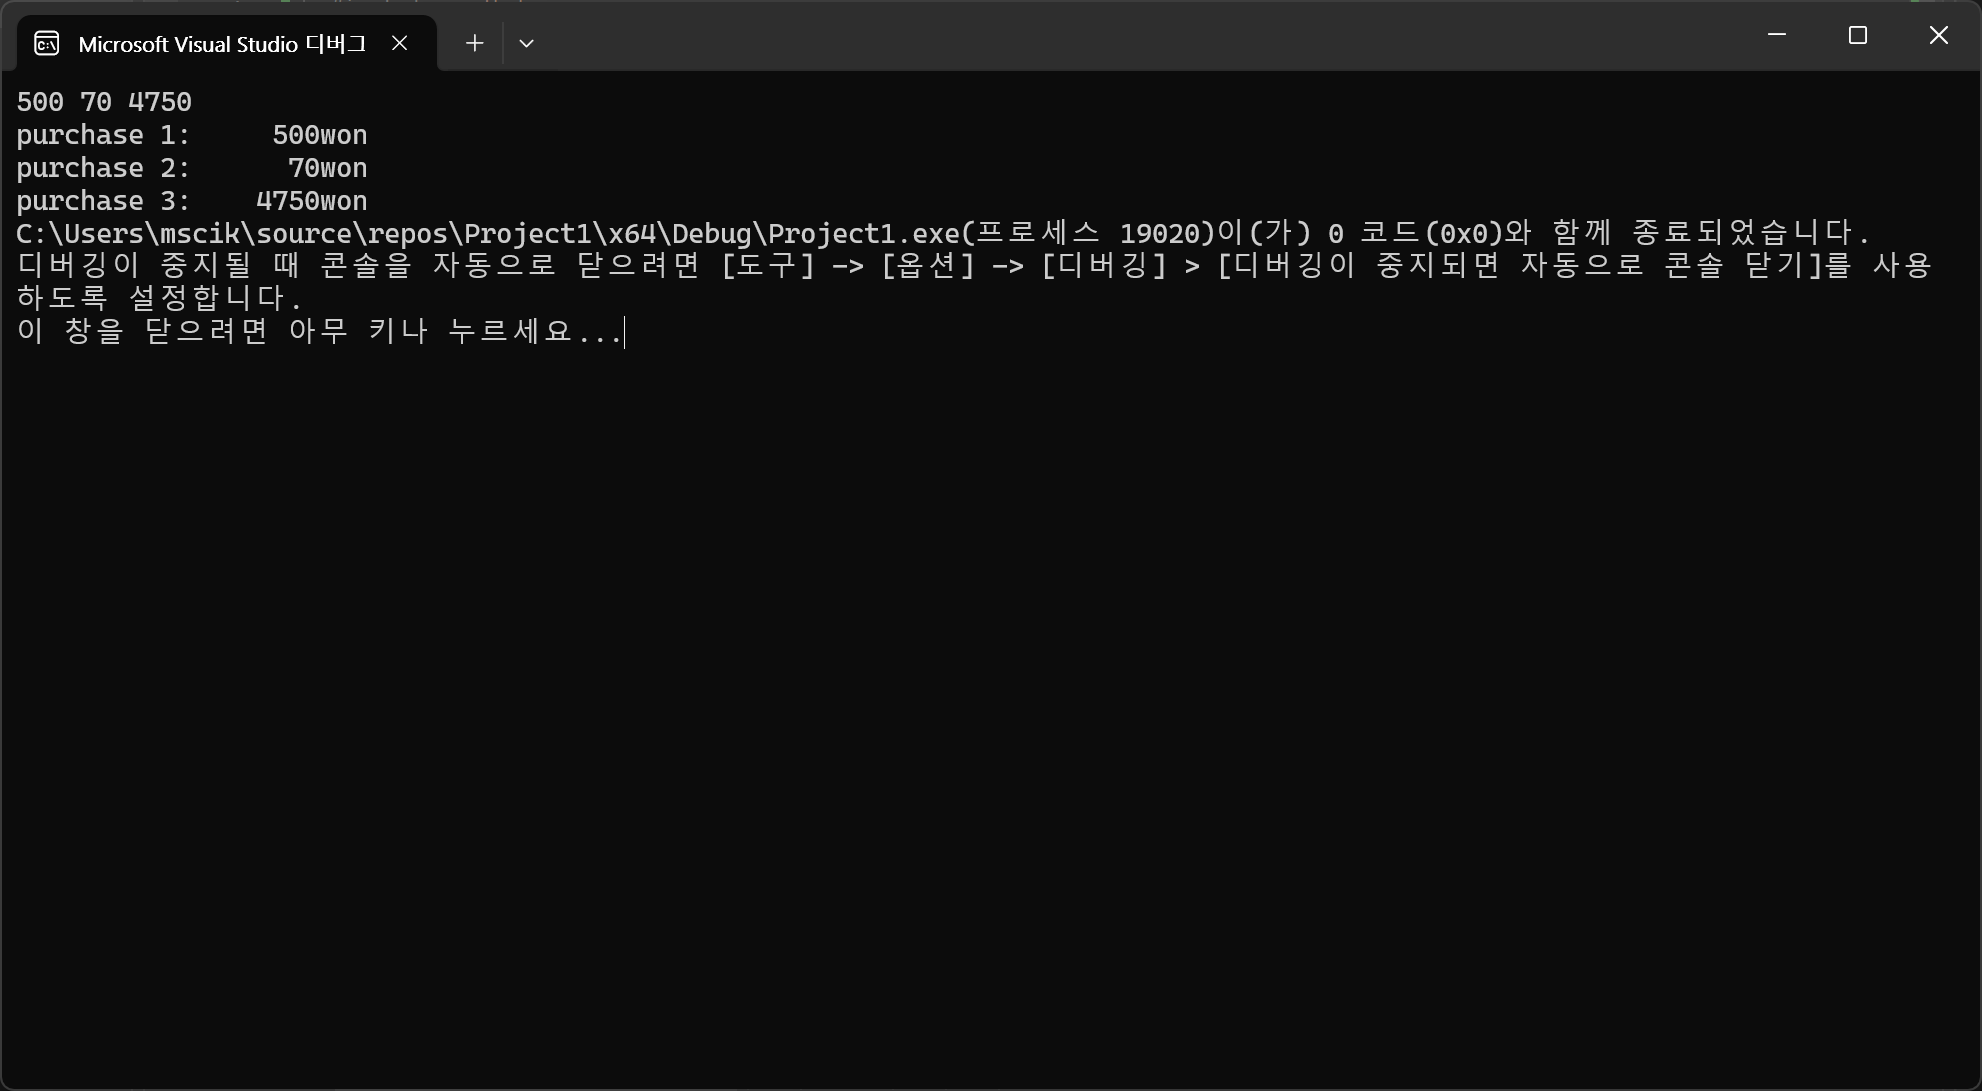 Microsoft Visual Studio 디버그
500 70 4750
purchase 1:     500won
purchase 2:      70won
purchase 3:    4750won
C:\Users\mscik\source\repos\Project1\x64\Debug\Project1.exe(프로세스 19020)이(가) 0 코드(0x0)와 함께 종료되었습니다.
디버깅이 중지될 때 콘솔을 자동으로 닫으려면 [도구] -> [옵션] -> [디버깅] > [디버깅이 중지되면 자동으로 콘솔 닫기]를 사용
하도록 설정합니다.
이 창을 닫으려면 아무 키나 누르세요...